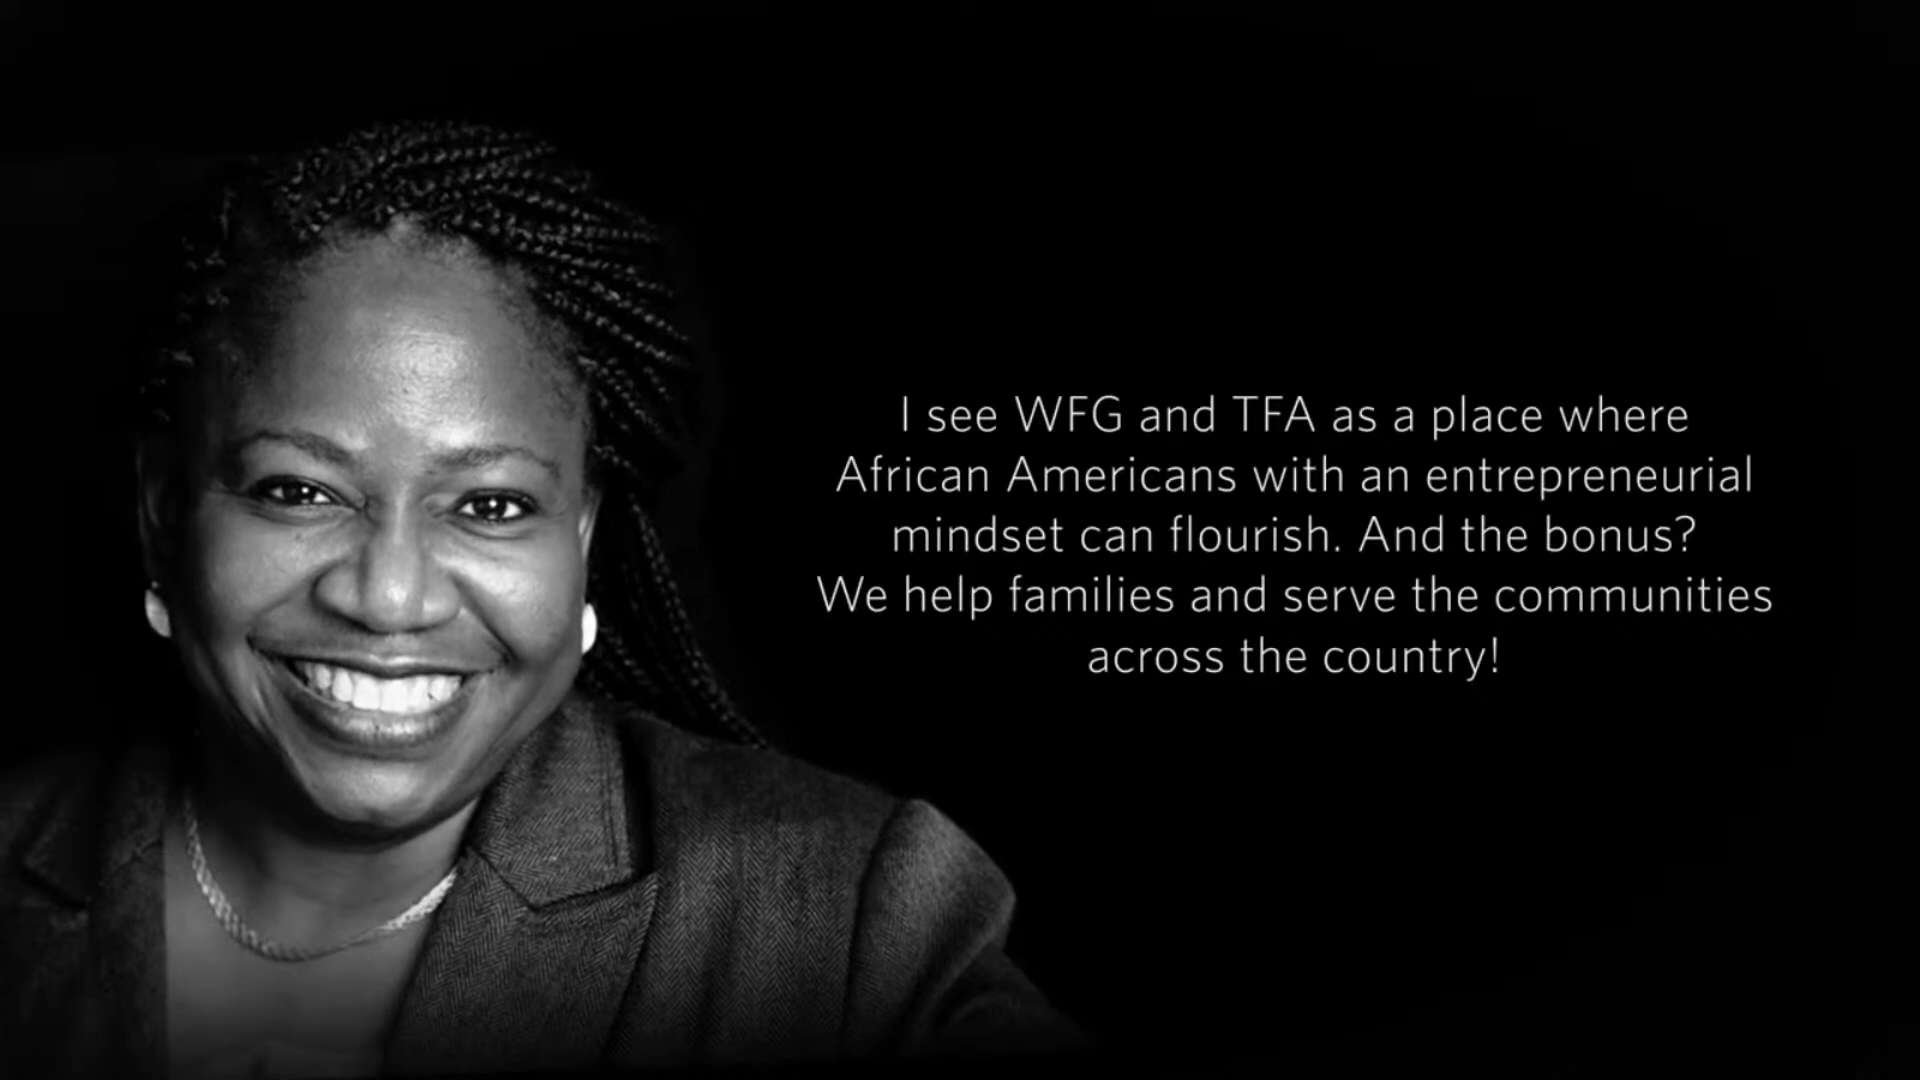 I see WFG and TFA as a place where
African Americans with an entrepreneurial
mindset can flourish. And the bonus?
We help families and serve the communities
across the country!